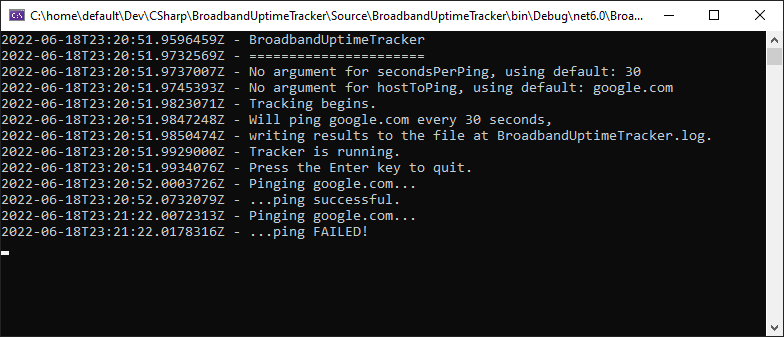 C:\home\default\Dev\CSharp\BroadbandUptimeTracker\Source\BroadbandUptimeTracker\bin\Debug\net6.0\Broa...
2022-06-18T23:20:51.9596459Z - BroadbandUptimeTracker
2022-06-18T23:20:51.9732569Z - ======================
2022-06-18T23:20:51.9737007Z - No argument for secondsPerPing, using default: 30
2022-06-18T23:20:51.9745393Z - No argument for hostToPing, using default: google.com
2022-06-18T23:20:51.9823071Z - Tracking begins.
2022-06-18T23:20:51.9847248Z - Will ping google.com every 30 seconds,
2022-06-18T23:20:51.9850474Z - writing results to the file at BroadbandUptimeTracker.log.
2022-06-18T23:20:51.9929000Z - Tracker is running.
2022-06-18T23:20:51.9934076Z - Press the Enter key to quit.
2022-06-18T23:20:52.0003726Z - Pinging google.com...
2022-06-18T23:20:52.0732079Z - ...ping successful.
2022-06-18T23:21:22.0072313Z - Pinging google.com...
2022-06-18T23:21:22.0178316Z - ...ping FAILED!